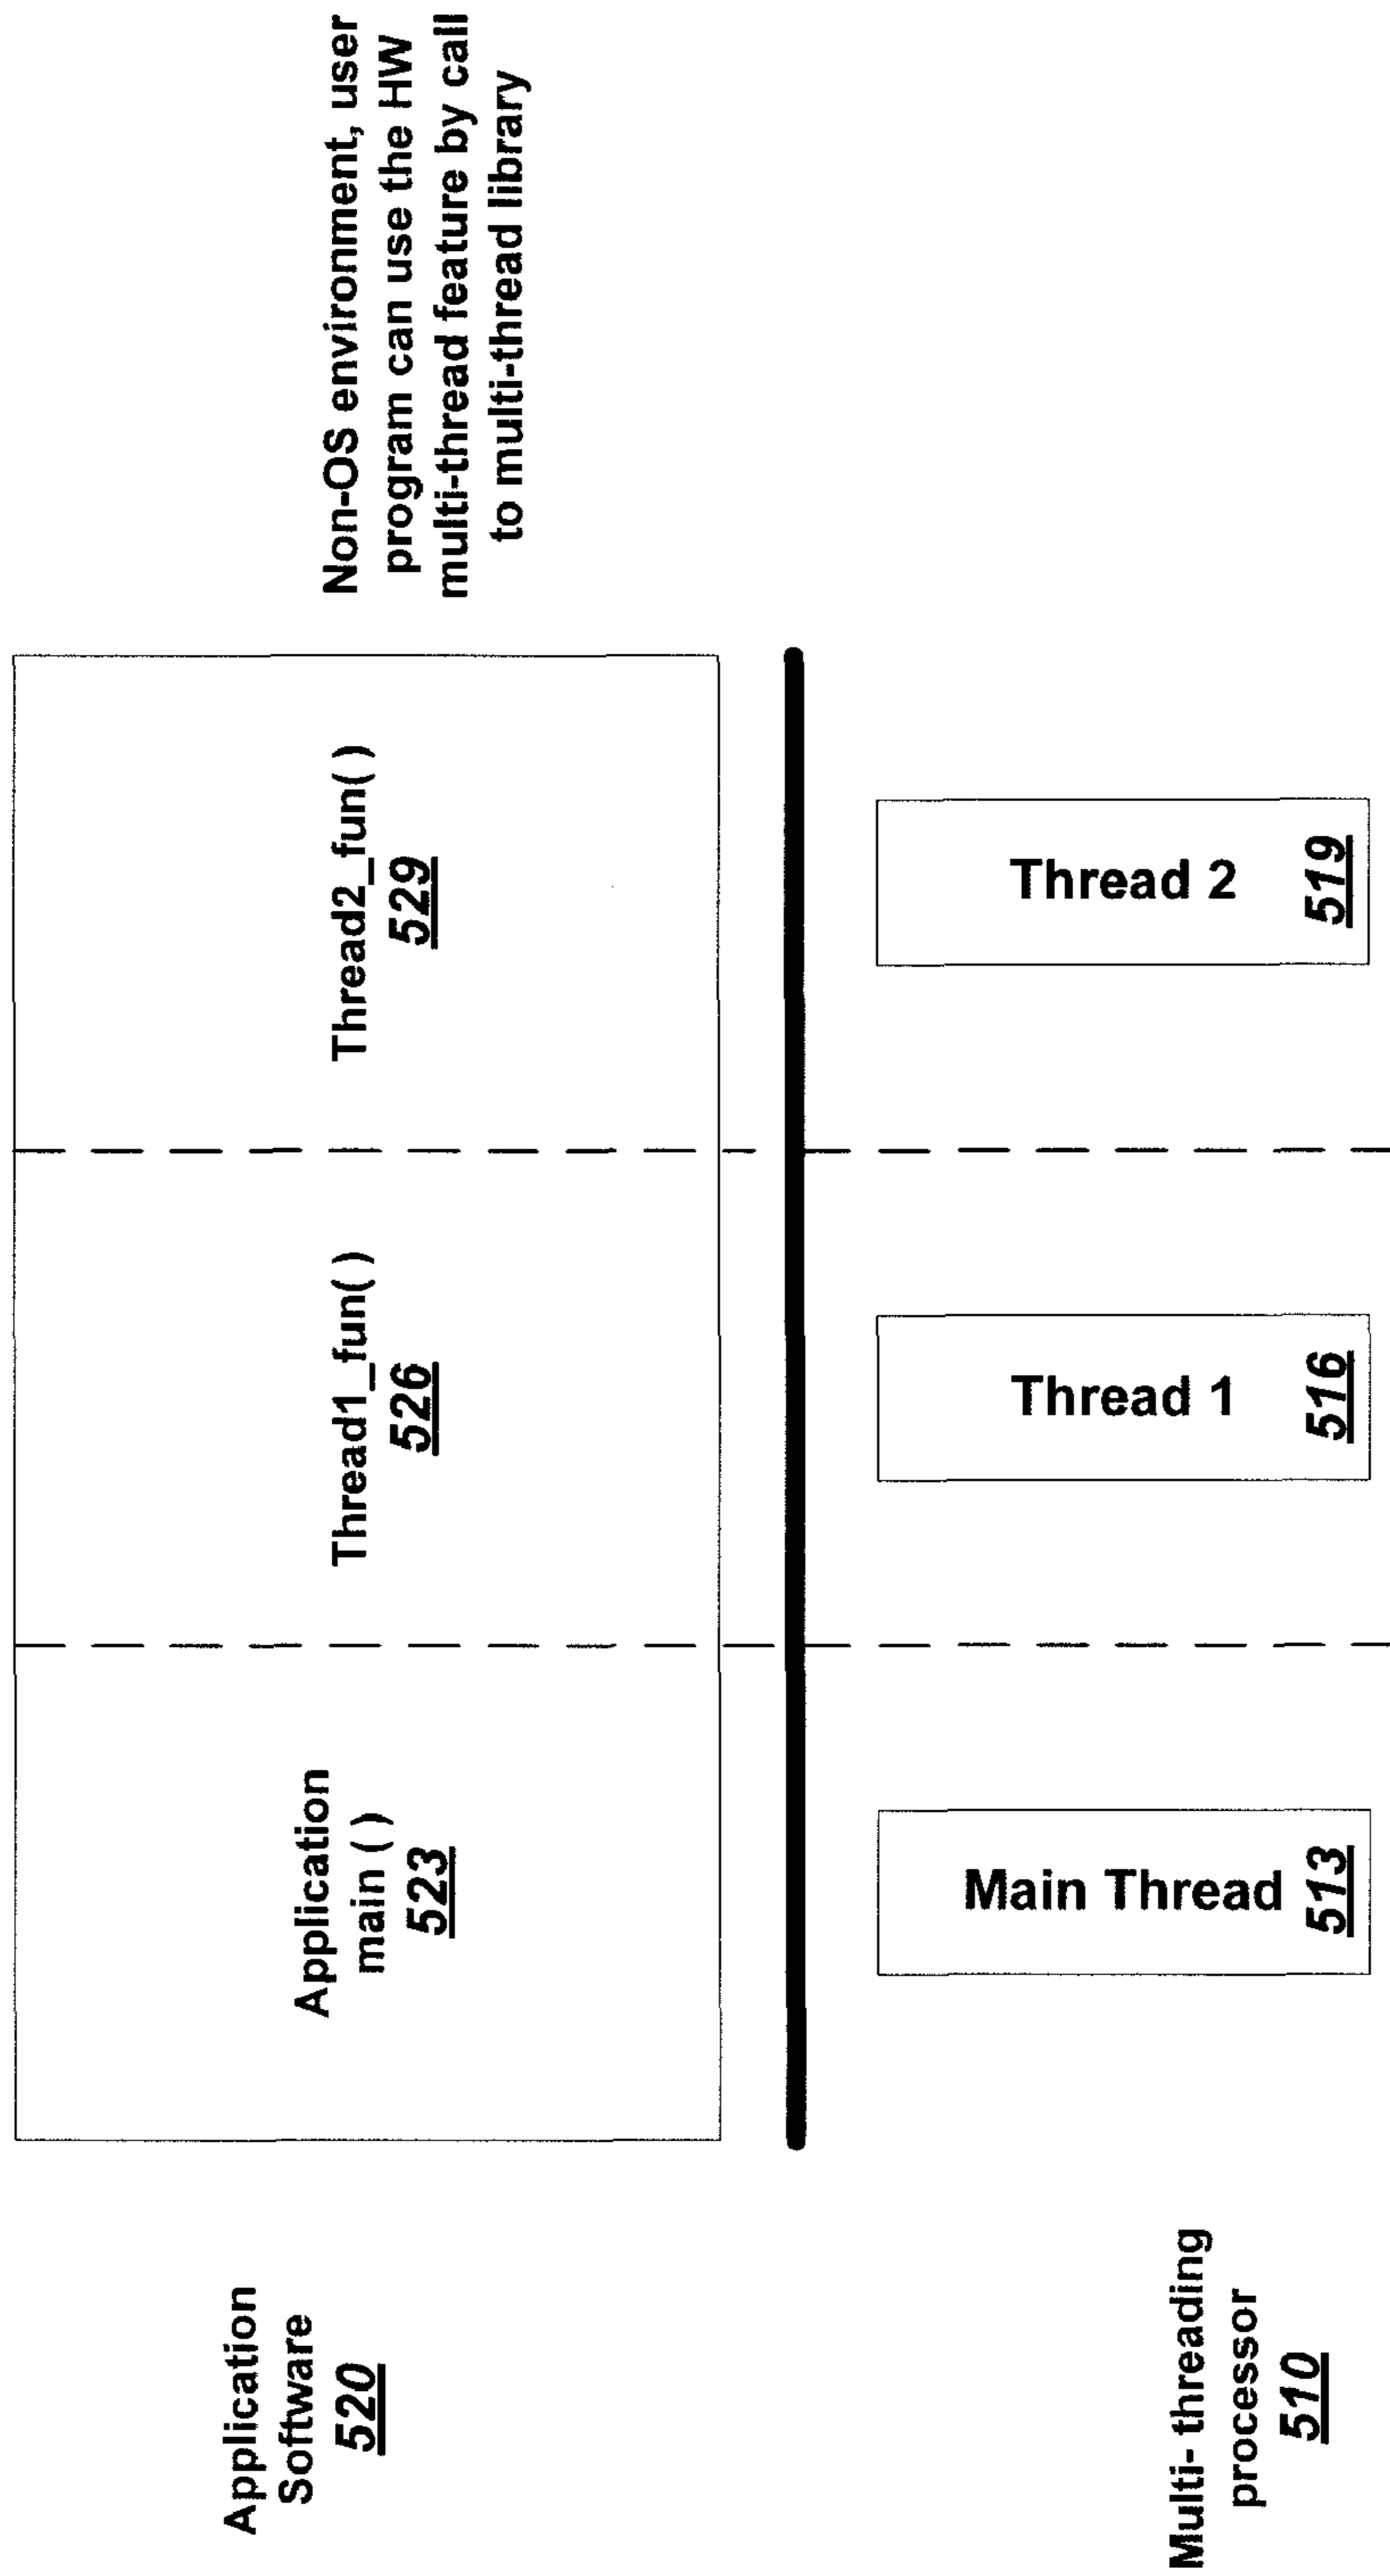 Application
Software
520
Application
main ( )
523
Thread1_fun( )
526
Thread2_fun( )
529
Non-OS environment, user
program can use the HW
multi-thread feature by call
to multi-thread library
Multi- threading
processor
510
Main Thread
513
Thread 1
516
Thread 2
519